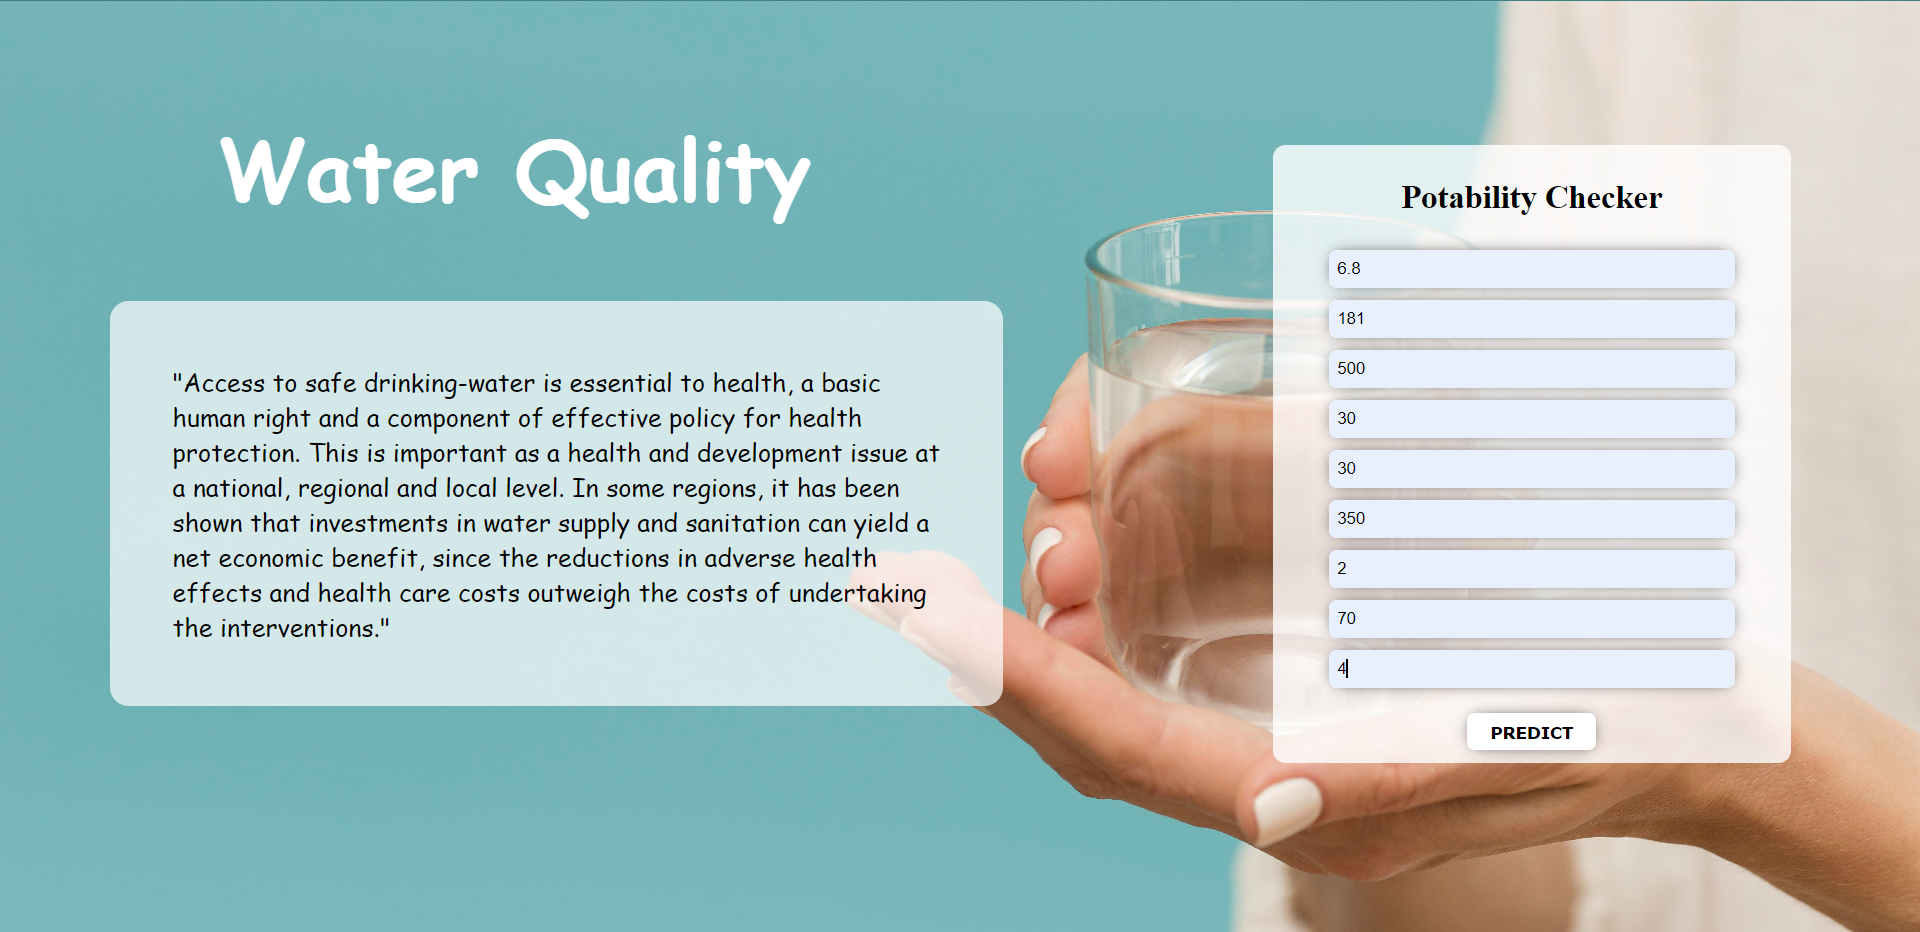 Water Quality
"Access to safe drinking-water is essential to health, a basic
human right and a component of effective policy for health
protection. This is important as a health and development issue at
a national, regional and local level. In some regions, it has been
shown that investments in water supply and sanitation can yield a
net economic benefit, since the reductions in adverse health
effects and health care costs outweigh the costs of undertaking
the interventions."
Potability Checker
6.8
181
500
30
30
350
2
70
4
PREDICT